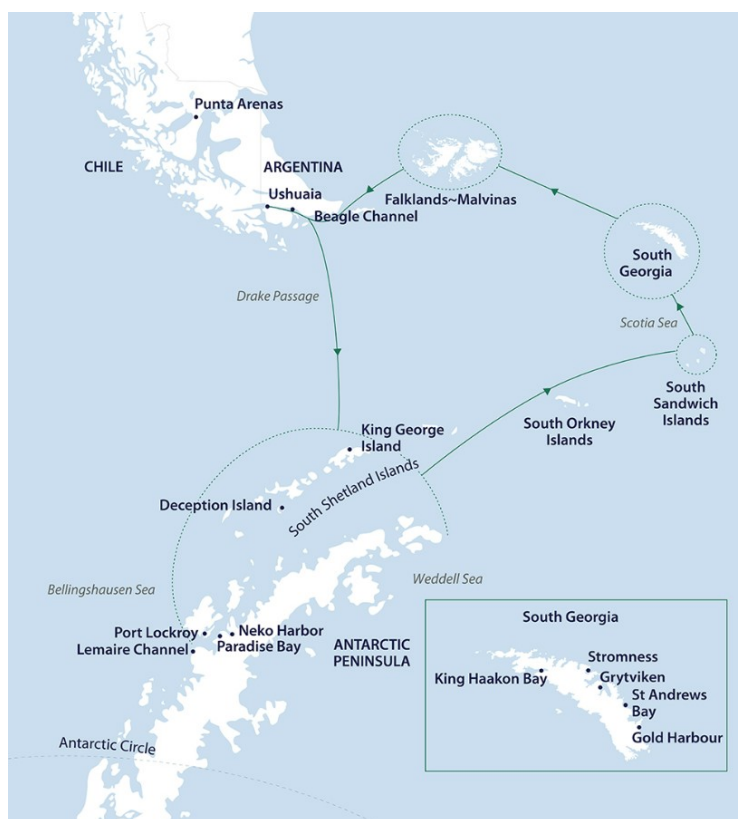 Punta Arenas
CHILE
ARGENTINA
Ushuaia
Beagle Channel
Falklands~Malvinas
South
Georgia
Drake Passage
Scotia Sea
South
Sandwich
Islands
South Orkney
Islands
King George
Island
South Shetland Islands
Deception Island
Bellingshausen Sea
Weddell Sea
Port Lockroy
Neko Harbor
Lemaire Channel
Paradise Bay
ANTARCTIC
PENINSULA
Antarctic Circle
South Georgia
Stromness
King Haakon Bay
Grytviken
St Andrews
Bay
Gold Harbour